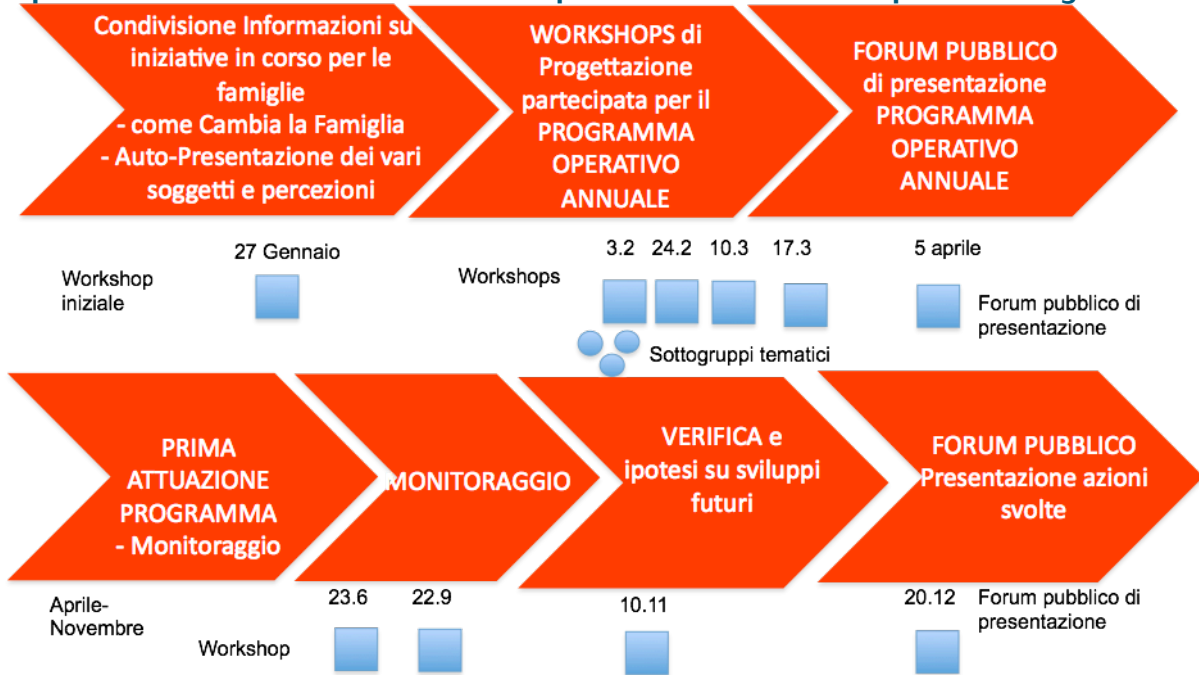 Condivisione Informazioni su
iniziative in corso per le
famiglie
- come Cambia la Famiglia
- Auto-Presentazione dei vari
soggetti e percezioni
WORKSHOPS di
Progettazione
partecipata per il
PROGRAMMA
OPERATIVO
ANNUALE
FORUM PUBBLICO
di presentazione
PROGRAMMA
OPERATIVO
ANNUALE
Workshop
iniziale
27 Gennaio
Workshops
3.2 24.2 10.3 17.3
5 aprile
Forum pubblico di
presentazione
Sottogruppi tematici
PRIMA
ATTUAZIONE
PROGRAMMA
- Monitoraggio
MONITORAGGIO
VERIFICA e
ipotesi su sviluppi
futuri
FORUM PUBBLICO
Presentazione azioni
svolte
Aprile-
Novembre
Workshop
23.6 22.9
10.11
20.12
Forum pubblico di
presentazione